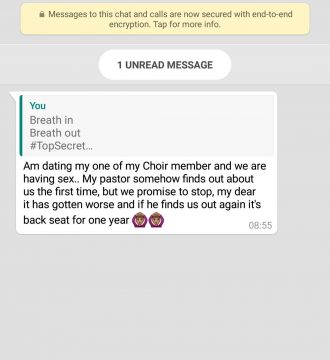 Messages to this chat and calls are now secured with end-to-end
encryption. Tap for more info.
1 UNREAD MESSAGE
You
Breath in
Breath out
#TopSecret...
Am dating my one of my Choir member and we are
having sex.. My pastor somehow finds out about
us the first time, but we promise to stop, my dear
it has gotten worse and if he finds us out again it's
back seat for one year 🙆🏽🙆🏽
08:55